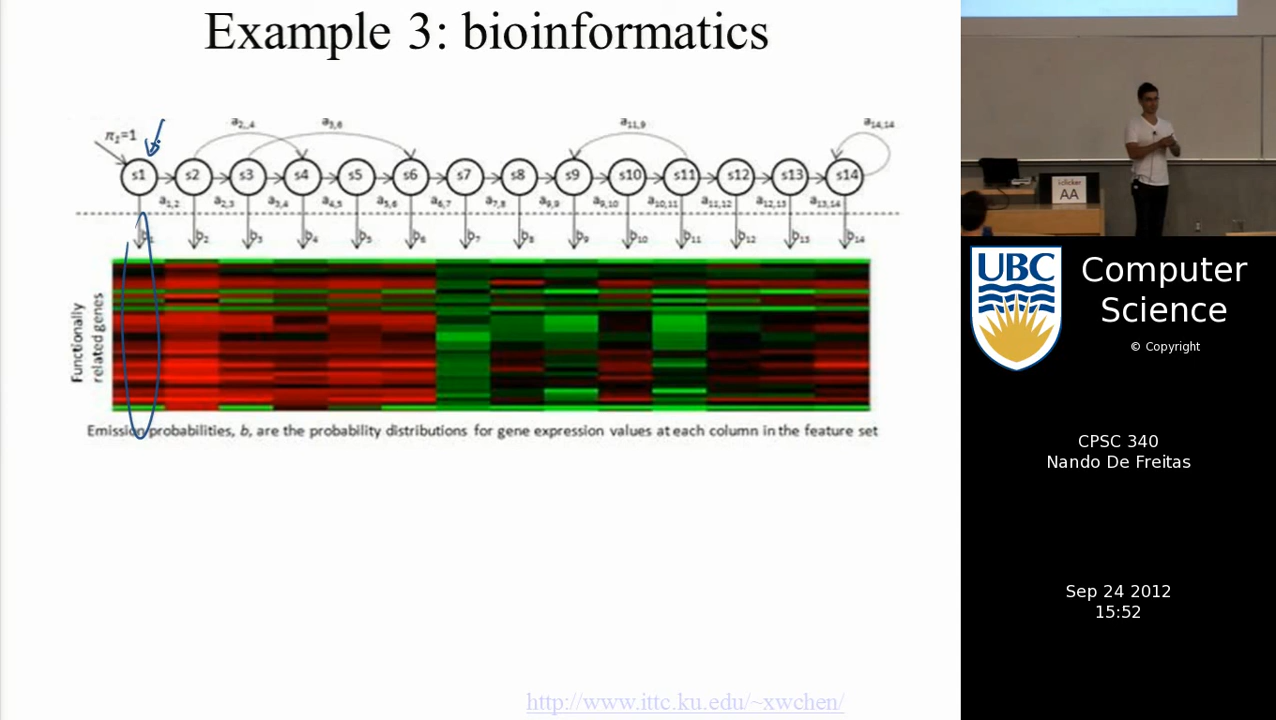 Example 3: bioinformatics
a2,4
a3,6
a11,9
a14,14
π1=1
s1 s2 s3 s4 s5 s6 s7 s8 s9 s10 s11 s12 s13 s14
a1,2 a2,3 a3,4 a4,5 a5,6 a6,7 a7,8 a9,9 a9,10 a10,11 a11,12 a12,13 a13,14
b1 b2 b3 b4 b5 b6 b7 b8 b9 b10 b11 b12 b13 b14
Functionally
related genes
Emission probabilities, b, are the probability distributions for gene expression values at each column in the feature set
http://www.ittc.ku.edu/~xwchen/
i-clicker
AA
UBC
Computer
Science
© Copyright
CPSC 340
Nando De Freitas
Sep 24 2012
15:52